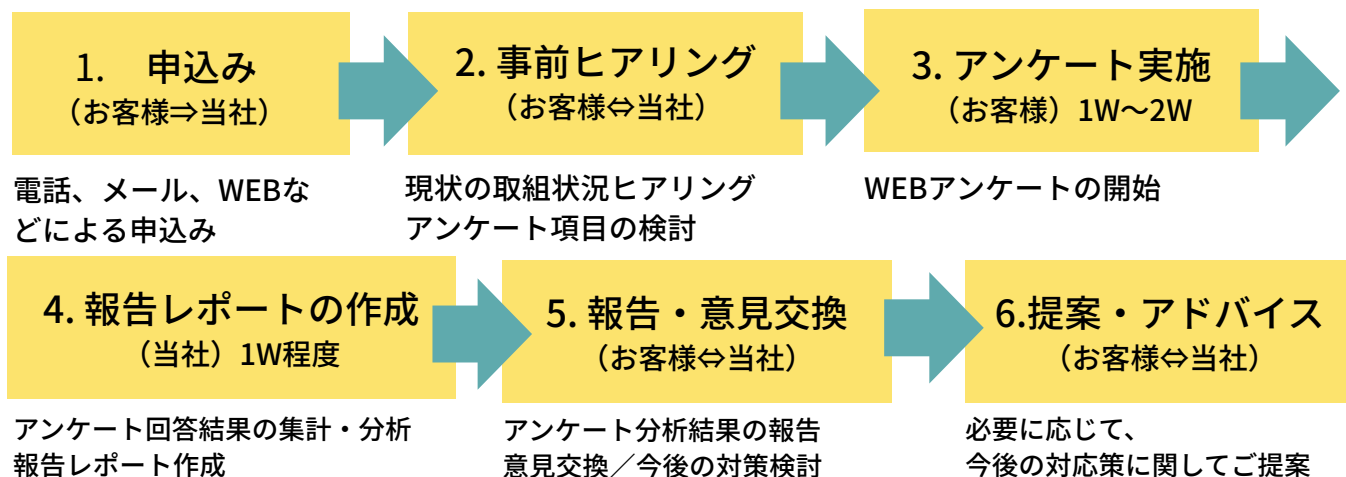 1. 申込み
（お客様⇒当社）
電話、メール、WEBな
どによる申込み
2. 事前ヒアリング
（お客様⇔当社）
現状の取組状況ヒアリング
アンケート項目の検討
3. アンケート実施
（お客様）1W～2W
WEBアンケートの開始
4. 報告レポートの作成
（当社）1W程度
アンケート回答結果の集計・分析
報告レポート作成
5. 報告・意見交換
（お客様⇔当社）
アンケート分析結果の報告
意見交換／今後の対策検討
6.提案・アドバイス
（お客様⇔当社）
必要に応じて、
今後の対応策に関してご提案